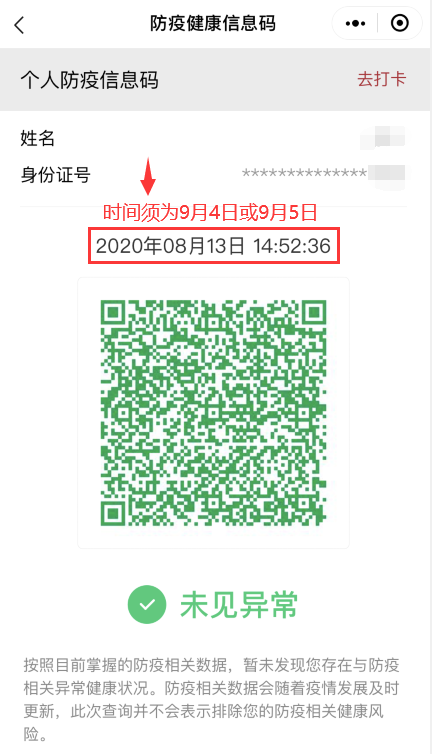 防疫健康信息码
个人防疫信息码 去打卡
姓名
身份证号 **************
时间须为9月4日或9月5日
2020年08月13日 14:52:36
未见异常
按照目前掌握的防疫相关数据，暂未发现您存在与防疫
相关异常健康状况。防疫相关数据会随着疫情发展及时
更新，此次查询并不会表示排除您的防疫相关健康风
险。